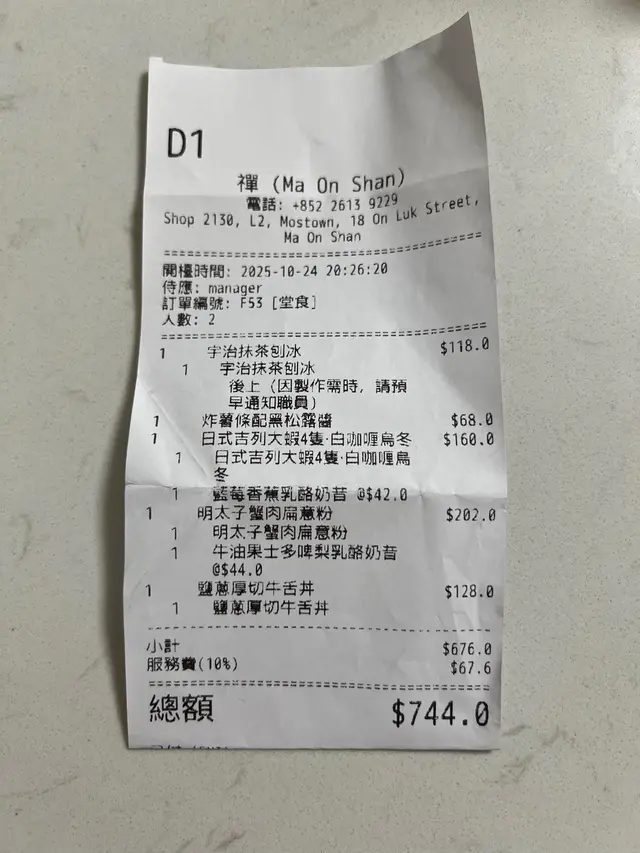 D1
禪 (Ma On Shan)
電話: +852 2613 9229
Shop 2130, L2, Mostown, 18 On Luk Street,
Ma On Shan
開檯時間: 2025-10-24 20:26:20
侍應: manager
訂單編號: F53 [堂食]
人數: 2
1 宇治抹茶刨冰 $118.0
1 宇治抹茶刨冰
後上 (因製作需時, 請預
早通知職員)
1 炸薯條配黑松露醬 $68.0
1 日式吉列大蝦4隻·白咖喱烏冬 $160.0
1 日式吉列大蝦4隻·白咖喱烏
冬
1 藍莓香蕉乳酪奶昔 @$42.0
1 明太子蟹肉扁意粉 $202.0
1 明太子蟹肉扁意粉
1 牛油果士多啤梨乳酪奶昔
@$44.0
1 鹽蔥厚切牛舌丼 $128.0
1 鹽蔥厚切牛舌丼
小計 $676.0
服務費(10%) $67.6
總額 $744.0